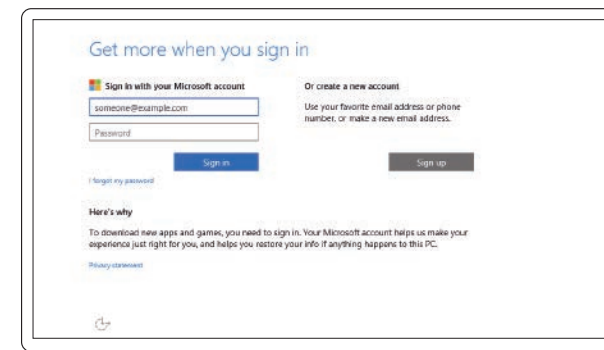 Get more when you sign in
Sign in with your Microsoft account
someone@example.com
Password
Sign in
I forgot my password
Or create a new account
Use your favorite email address or phone
number, or make a new email address.
Sign up
Here's why
To download new apps and games, you need to sign in. Your Microsoft account helps us make your
experience just right for you, and helps you restore your info if anything happens to this PC.
Privacy statement